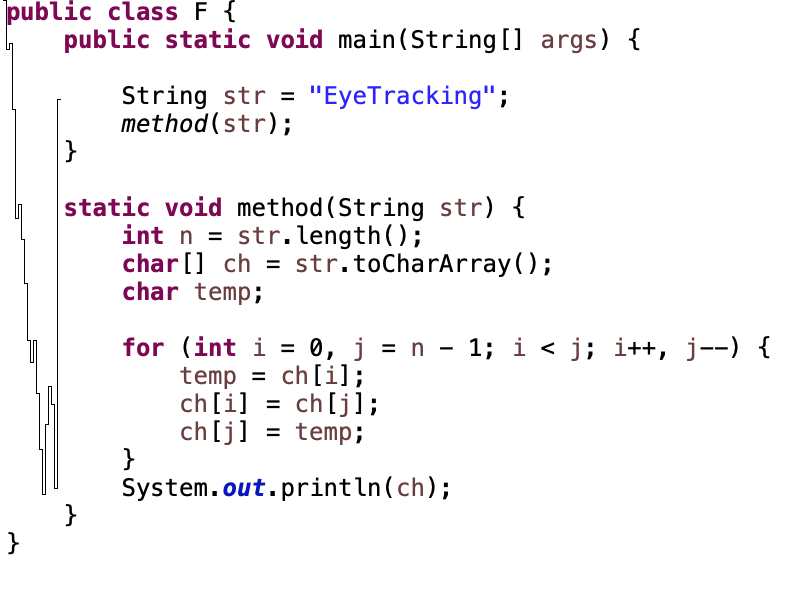 public class F {
    public static void main(String[] args) {

        String str = "EyeTracking";
        method(str);
    }

    static void method(String str) {
        int n = str.length();
        char[] ch = str.toCharArray();
        char temp;

        for (int i = 0, j = n - 1; i < j; i++, j--) {
            temp = ch[i];
            ch[i] = ch[j];
            ch[j] = temp;
        }
        System.out.println(ch);
    }
}